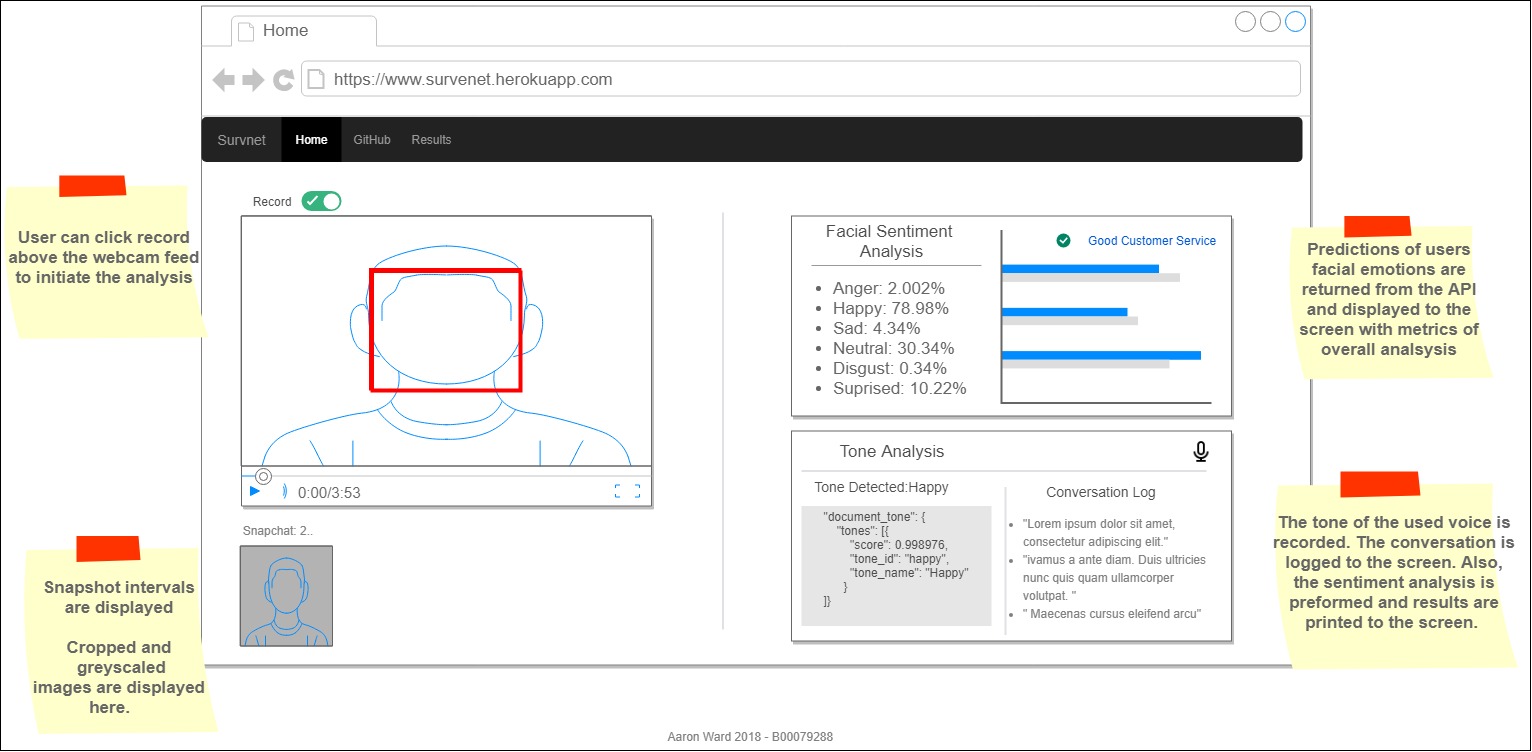 Home
https://www.survenet.herokuapp.com
Survnet Home GitHub Results
Record
User can click record
above the webcam feed
to initiate the analysis
0:00/3:53
Snapchat: 2..
Snapshot intervals
are displayed
Cropped and
greyscaled
images are displayed
here.
Facial Sentiment
Analysis
Anger: 2.002%
Happy: 78.98%
Sad: 4.34%
Neutral: 30.34%
Disgust: 0.34%
Suprised: 10.22%
Good Customer Service
Predictions of users
facial emotions are
returned from the API
and displayed to the
screen with metrics of
overall analsysis
Tone Analysis
Tone Detected:Happy
"document_tone": {
"tones": [{
"score": 0.998976,
"tone_id": "happy",
"tone_name": "Happy"
}
]}
Conversation Log
"Lorem ipsum dolor sit amet,
consectetur adipiscing elit."
"ivamus a ante diam. Duis ultricies
nunc quis quam ullamcorper
volutpat. "
" Maecenas cursus eleifend arcu"
The tone of the used voice is
recorded. The conversation is
logged to the screen. Also,
the sentiment analysis is
preformed and results are
printed to the screen.
Aaron Ward 2018 - B00079288